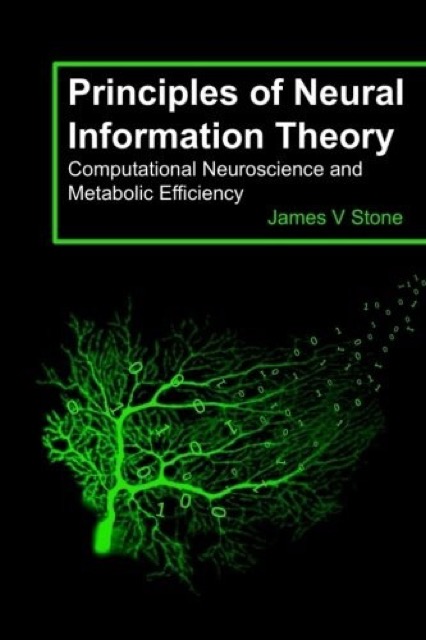 Principles of Neural
Information Theory
Computational Neuroscience and
Metabolic Efficiency
James V Stone